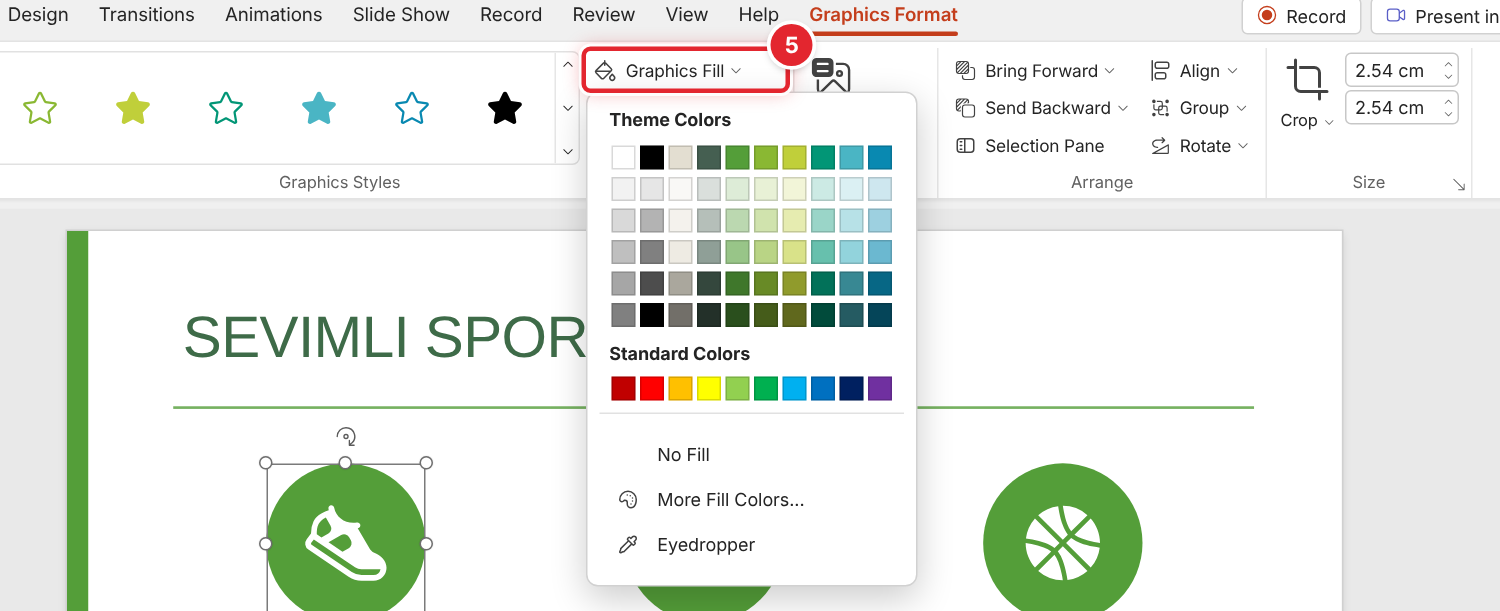 Design Transitions Animations Slide Show Record Review View Help Graphics Format
Record Present in
5
Graphics Fill
Bring Forward Align
Send Backward Group
Selection Pane Rotate
Crop
2.54 cm
2.54 cm
Graphics Styles
Arrange
Size
Theme Colors
Standard Colors
No Fill
More Fill Colors...
Eyedropper
SEVIMLI SPOR